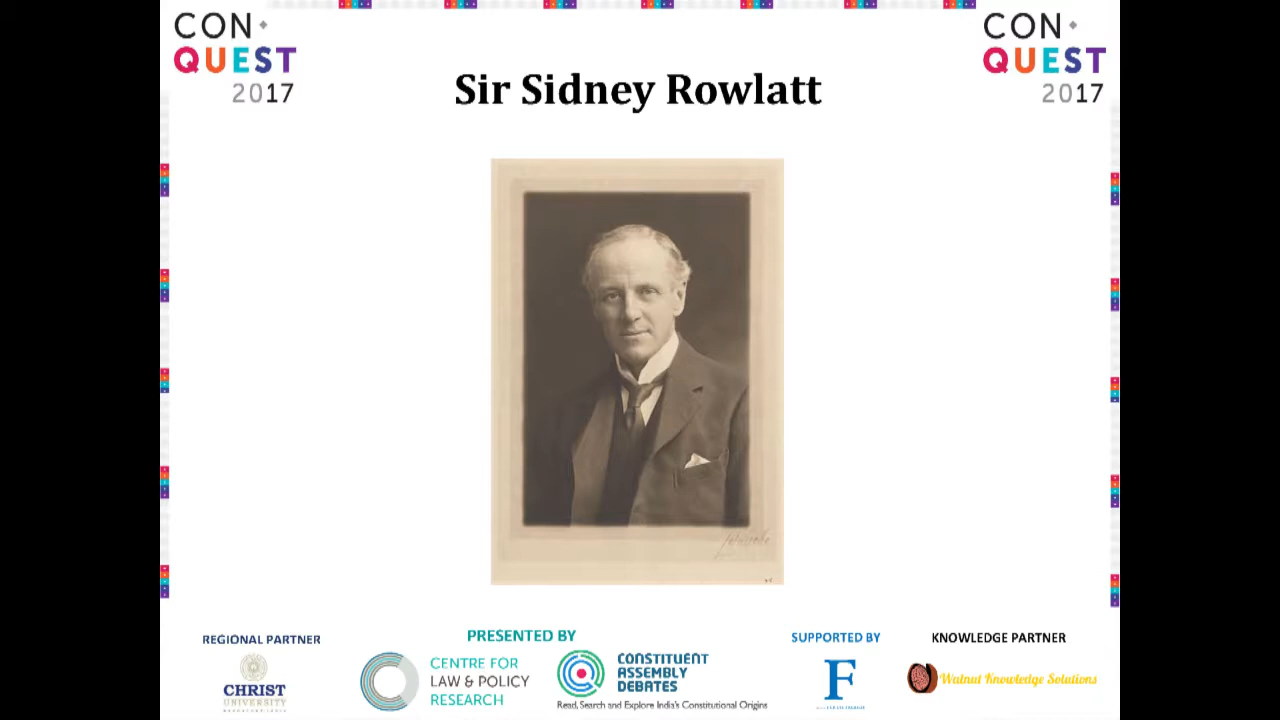 CON
QUEST
2017
CON
QUEST
2017
Sir Sidney Rowlatt
REGIONAL PARTNER
CHRIST
UNIVERSITY
PRESENTED BY
CENTRE FOR
LAW & POLICY
RESEARCH
CONSTITUENT
ASSEMBLY
DEBATES
Read, Search and Explore India's Constitutional Origins
SUPPORTED BY
F
KNOWLEDGE PARTNER
Walnut Knowledge Solutions